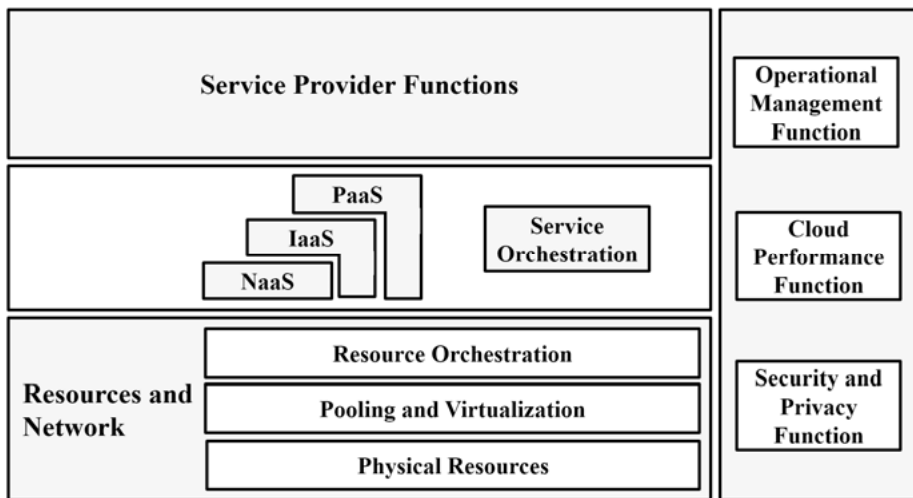 Service Provider Functions
PaaS
IaaS
NaaS
Service
Orchestration
Resources and
Network
Resource Orchestration
Pooling and Virtualization
Physical Resources
Operational
Management
Function
Cloud
Performance
Function
Security and
Privacy
Function